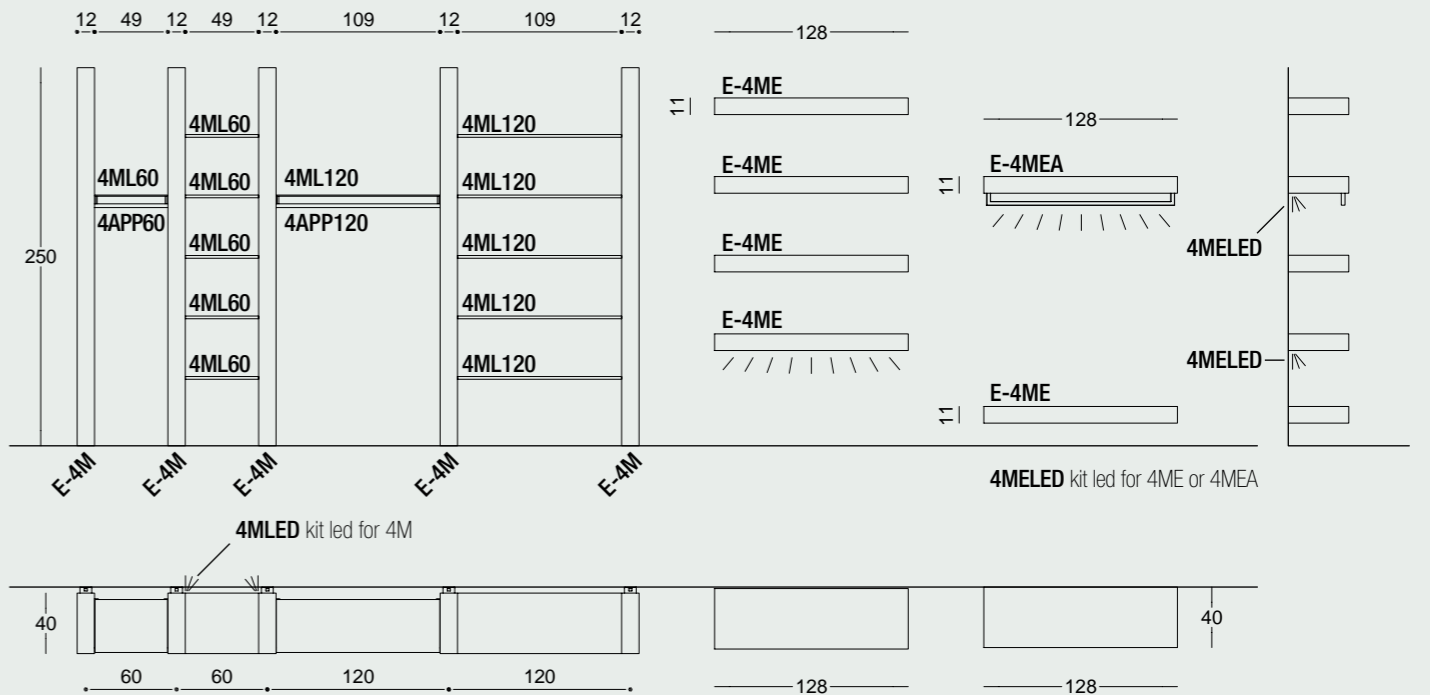 12 49 12 49 12 109 12 109 12
128
E-4ME
11
4ML60
4ML120
128
4ML60
4ML60
4ML120
4ML120
E-4ME
11
E-4MEA
4APP60
4APP120
250
4ML60
4ML120
E-4ME
4MELED
4ML60
4ML120
E-4ME
4ML60
4ML120
4MELED
11
E-4ME
E-4M E-4M E-4M E-4M E-4M
4MELED kit led for 4ME or 4MEA
4MLED kit led for 4M
40
40
60 60 120 120 128 128